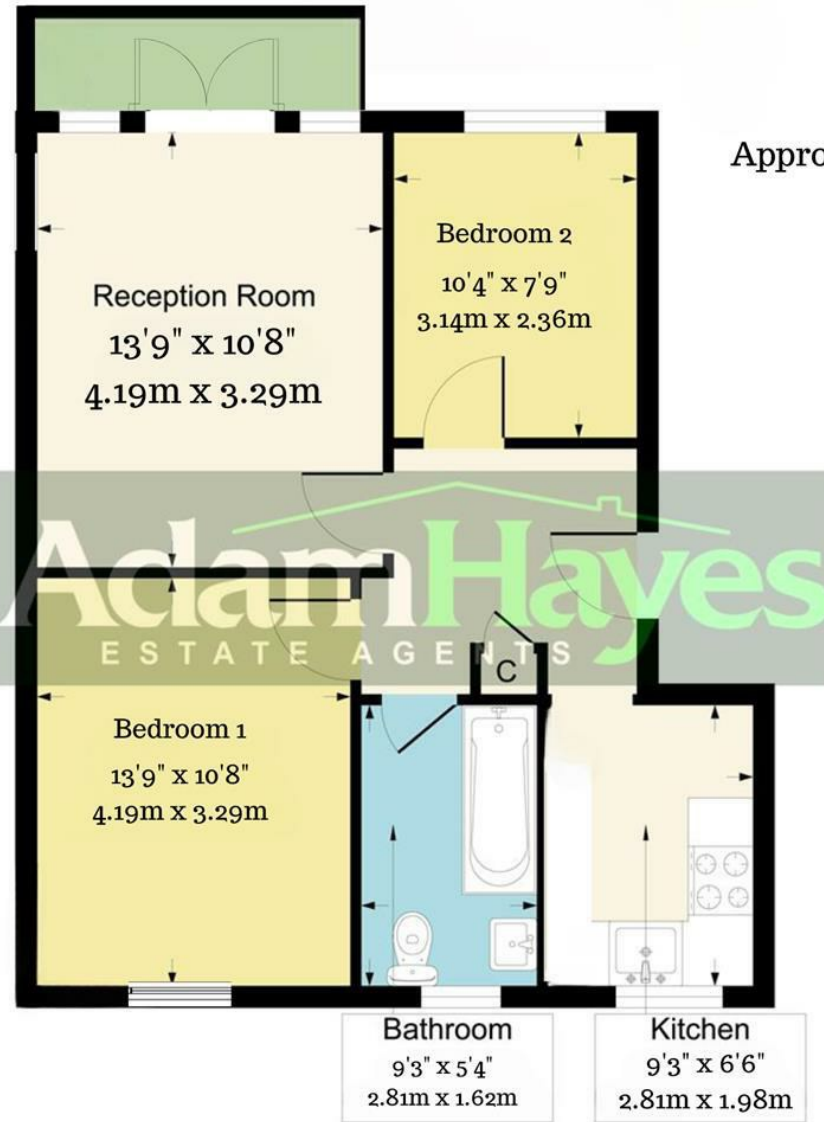 Appro
Bedroom 2
10'4" x 7'9"
3.14m x 2.36m
Reception Room
13'9" x 10'8"
4.19m x 3.29m
AdamHayes
ESTATE AGENTS
C
Bedroom 1
13'9" x 10'8"
4.19m x 3.29m
Bathroom
9'3" x 5'4"
2.81m x 1.62m
Kitchen
9'3" x 6'6"
2.81m x 1.98m